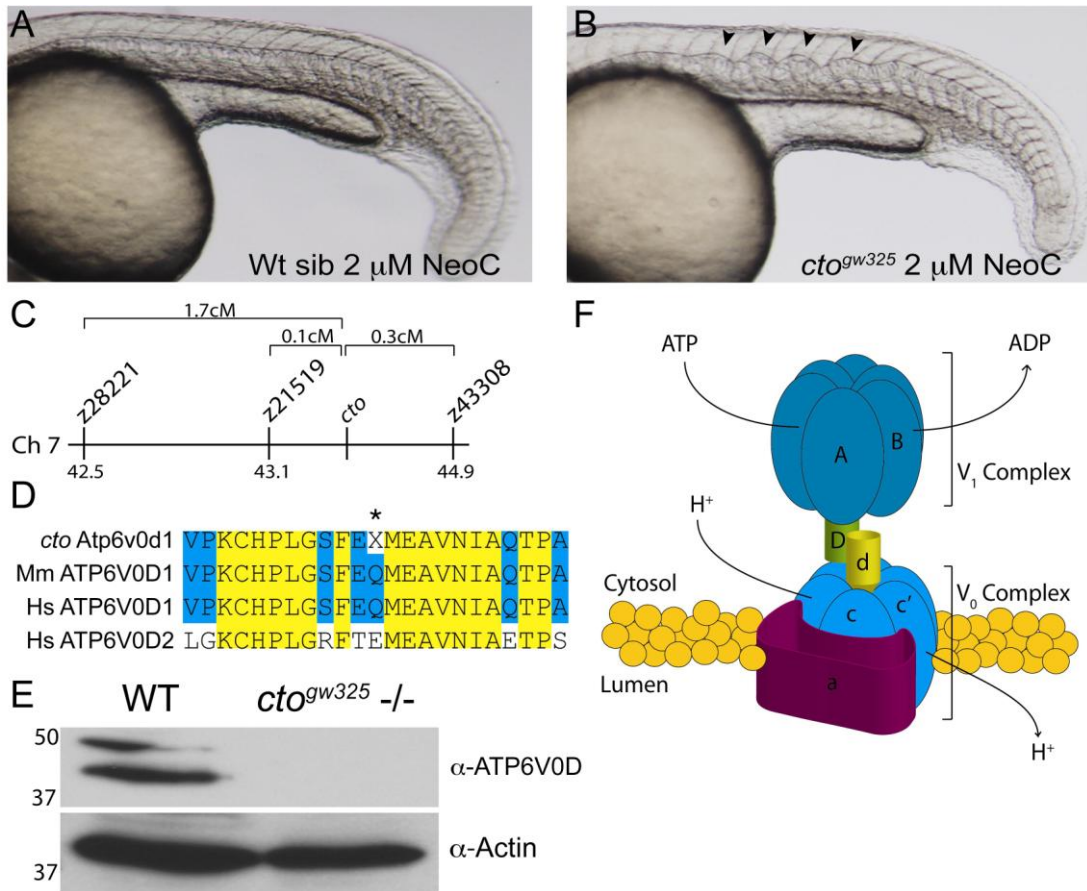 A
Wt sib 2 μM NeoC
B
cto^gw325 2 μM NeoC
C
1.7cM
0.1cM
0.3cM
z28221
z21519
cto
z43308
Ch 7
42.5
43.1
44.9
D
*
cto Atp6v0d1 VPKCHPLGSFEXMEAVNIAQTPA
Mm ATP6V0D1 VPKCHPLGSFEQMEAVNIAQTPA
Hs ATP6V0D1 VPKCHPLGSFEQMEAVNIAQTPA
Hs ATP6V0D2 LGKCHPLGRFTEMEAVNIAETPS
E
WT
cto^gw325 -/-
50
37
α-ATP6V0D
37
α-Actin
F
ATP
ADP
A
B
V₁ Complex
H⁺
D
d
Cytosol
c
c'
V₀ Complex
Lumen
a
H⁺